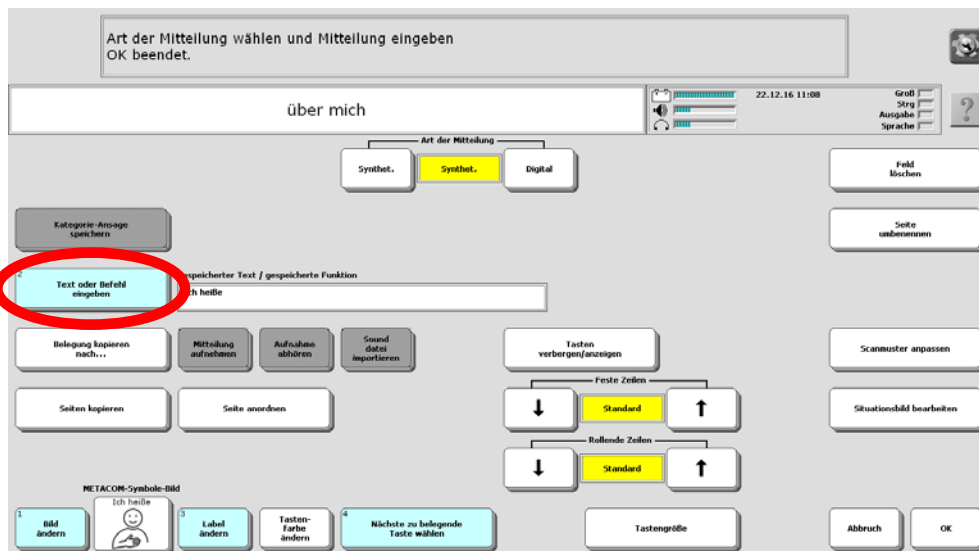 Art der Mitteilung wählen und Mitteilung eingeben
OK beendet.
über mich
22.12.16 11:08
Groß
Strg
Ausgabe
Sprache
?
Art der Mitteilung
Synthet.
Synthet.
Digital
Feld
löschen
Kategorie-Ansage
speichern
Seite
umbenennen
2
Text oder Befehl
eingeben
espeicherter Text / gespeicherte Funktion
ch heiße
Belegung kopieren
nach...
Mitteilung
aufnehmen
Aufnahme
abhören
Sound
datei
importieren
Tasten
verbergen/anzeigen
Scanmuster anpassen
Feste Zeilen
Seiten kopieren
Seite anordnen
↓
Standard
↑
Situationsbild bearbeiten
Rollende Zeilen
↓
Standard
↑
METACOM-Symbole-Bild
1
Bild
ändern
Ich heiße
3
Label
ändern
Tasten-
Farbe
ändern
4
Nächste zu belegende
Taste wählen
Tastengröße
Abbruch
OK